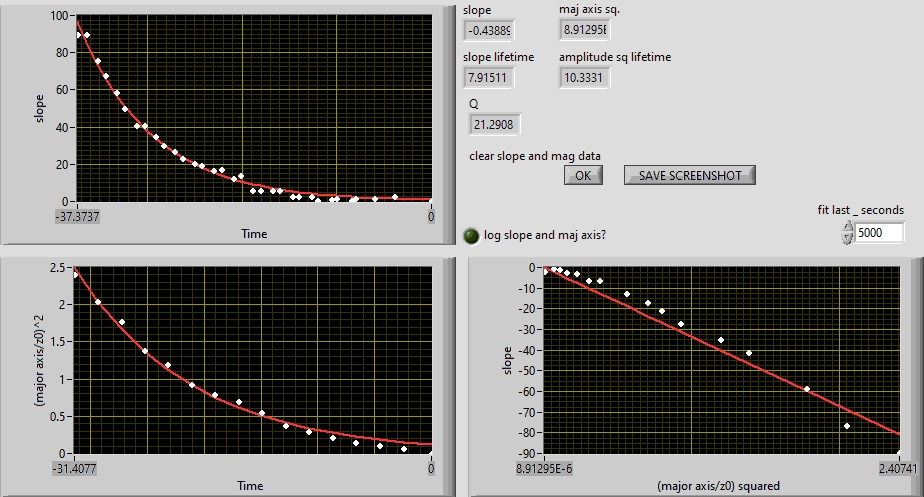 100
80
60
40
20
0
slope
-37.3737
0
Time
slope
-0.43889
maj axis sq.
8.91295E
slope lifetime
7.91511
amplitude sq lifetime
10.3331
Q
21.2908
clear slope and mag data
OK
SAVE SCREENSHOT
fit last _ seconds
5000
log slope and maj axis?
2.5
2
1.5
1
0.5
0
(major axis/z0)^2
-31.4077
0
Time
0
-10
-20
-30
-40
-50
-60
-70
-80
-90
slope
8.91295E-6
2.40741
(major axis/z0) squared